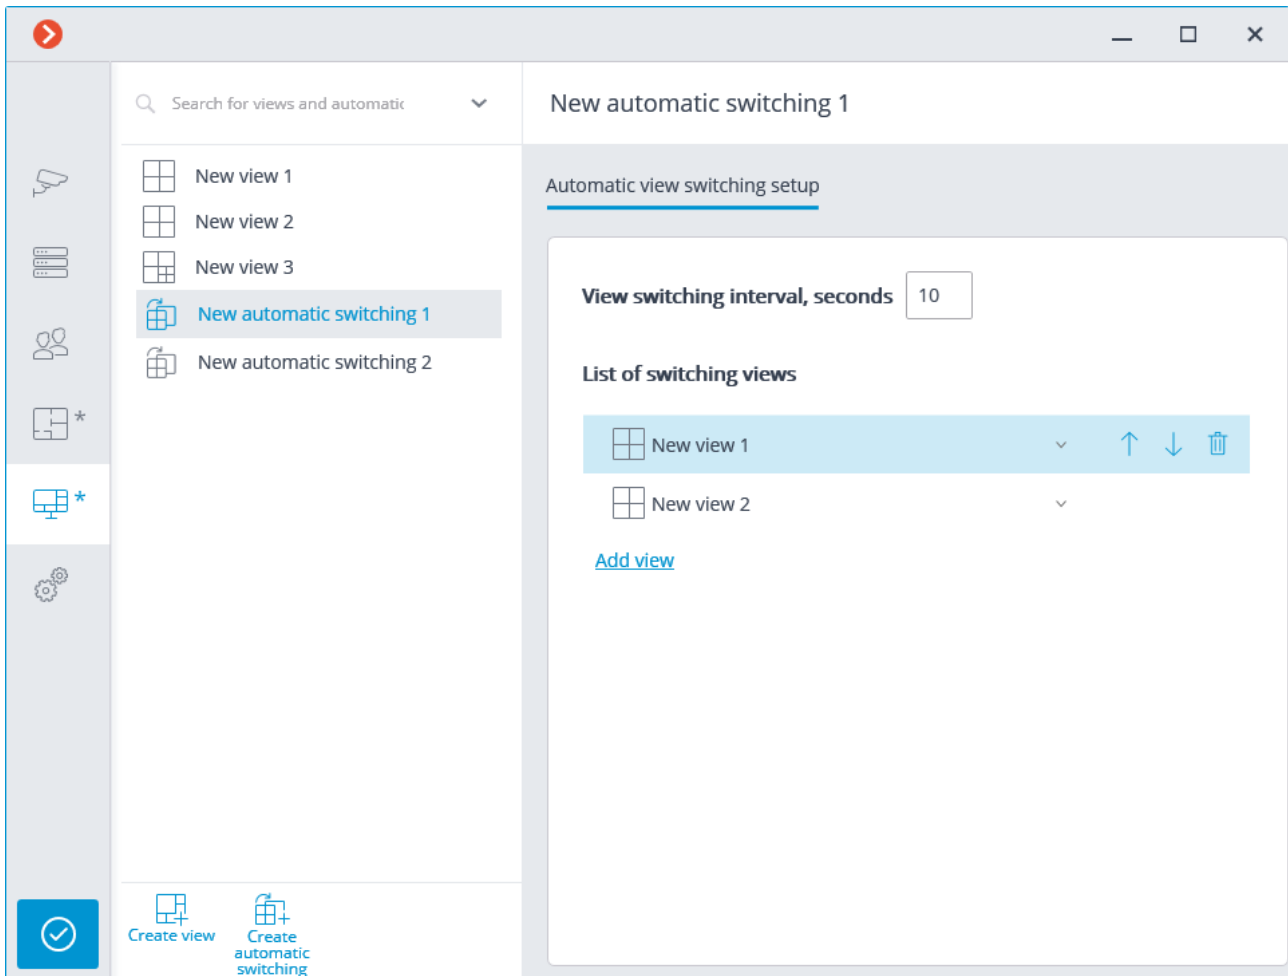 Search for views and automatic
New view 1
New view 2
New view 3
New automatic switching 1
New automatic switching 2
Create view
Create
automatic
switching
New automatic switching 1
Automatic view switching setup
View switching interval, seconds 10
List of switching views
New view 1
New view 2
Add view
*
*